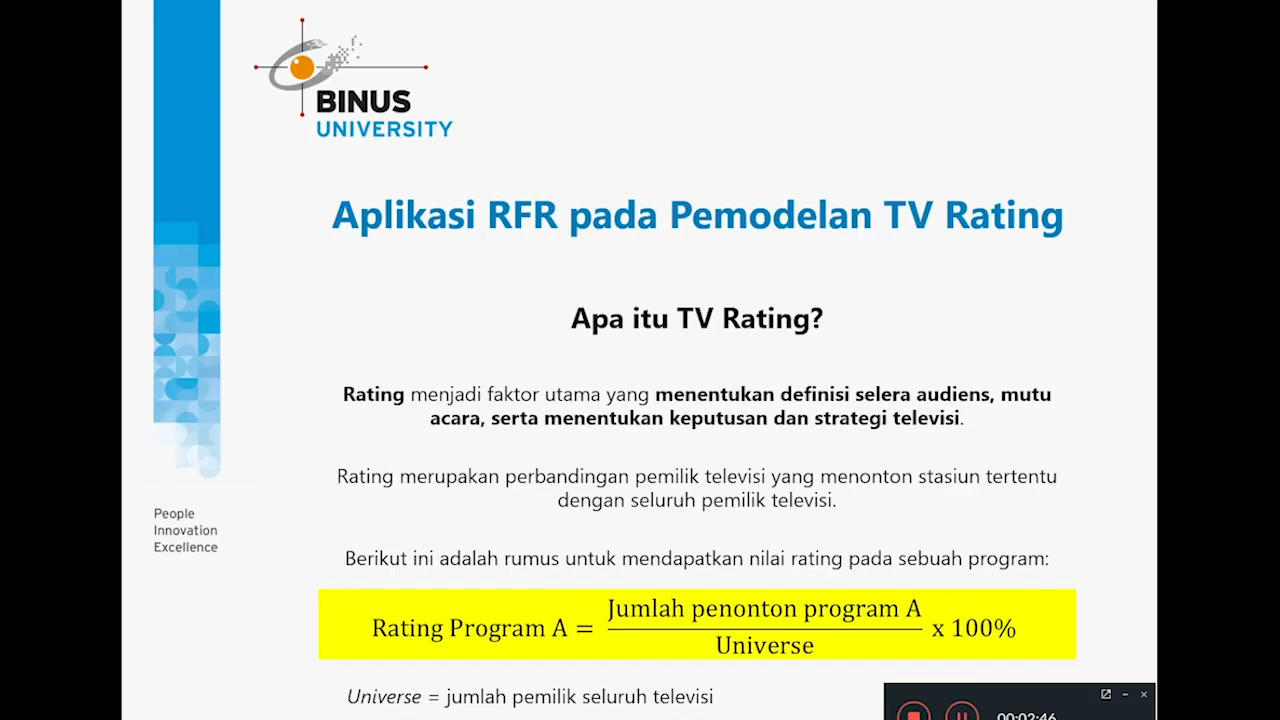 BINUS
UNIVERSITY
Aplikasi RFR pada Pemodelan TV Rating
Apa itu TV Rating?
Rating menjadi faktor utama yang menentukan definisi selera audiens, mutu
acara, serta menentukan keputusan dan strategi televisi.
Rating merupakan perbandingan pemilik televisi yang menonton stasiun tertentu
dengan seluruh pemilik televisi.
People
Innovation
Excellence
Berikut ini adalah rumus untuk mendapatkan nilai rating pada sebuah program:
Rating Program A = Jumlah penonton program A / Universe x 100%
Universe = jumlah pemilik seluruh televisi
00:02:46